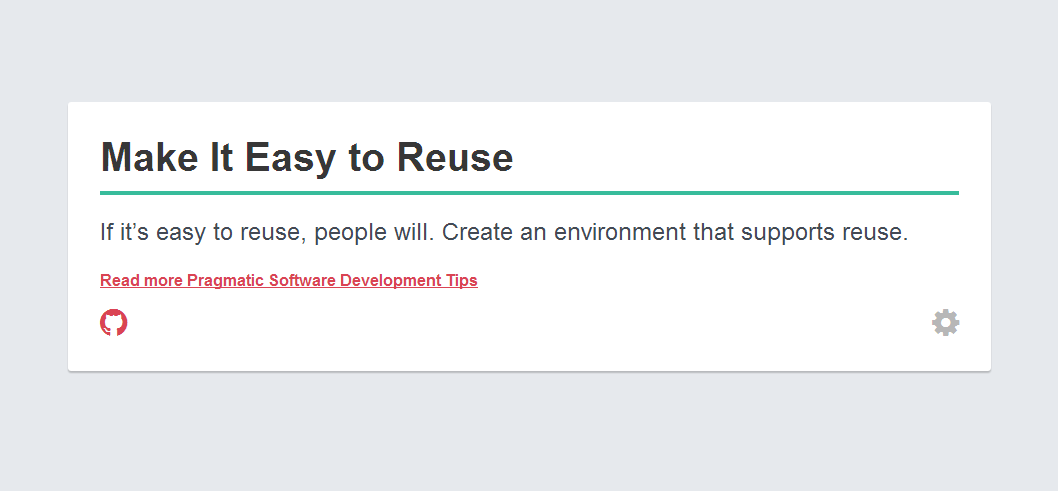 Make It Easy to Reuse
If it’s easy to reuse, people will. Create an environment that supports reuse.
Read more Pragmatic Software Development Tips